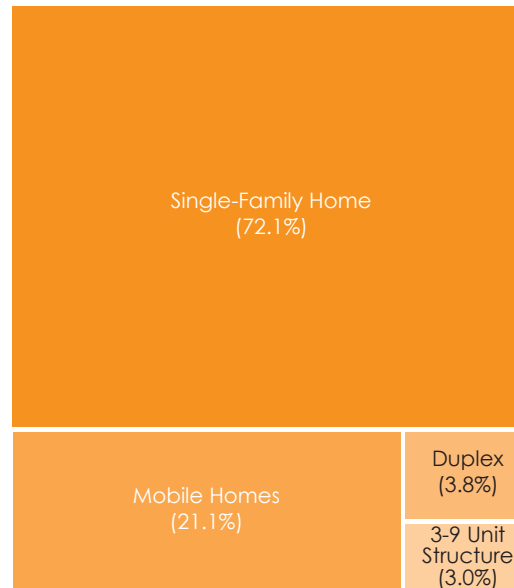 Single-Family Home
(72.1%)
Mobile Homes
(21.1%)
Duplex
(3.8%)
3-9 Unit
Structure
(3.0%)